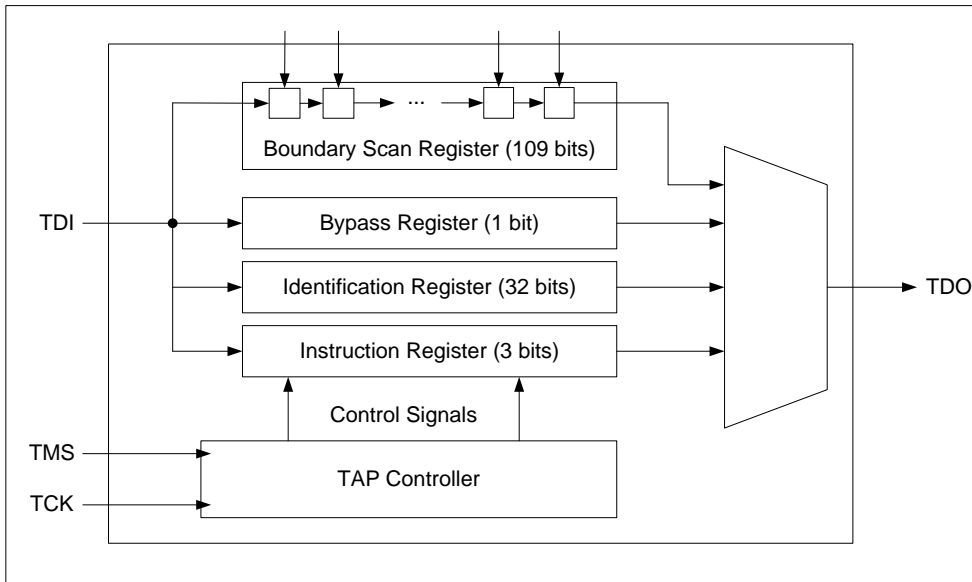 ...
Boundary Scan Register (109 bits)
TDI
Bypass Register (1 bit)
Identification Register (32 bits)
TDO
Instruction Register (3 bits)
Control Signals
TMS
TAP Controller
TCK